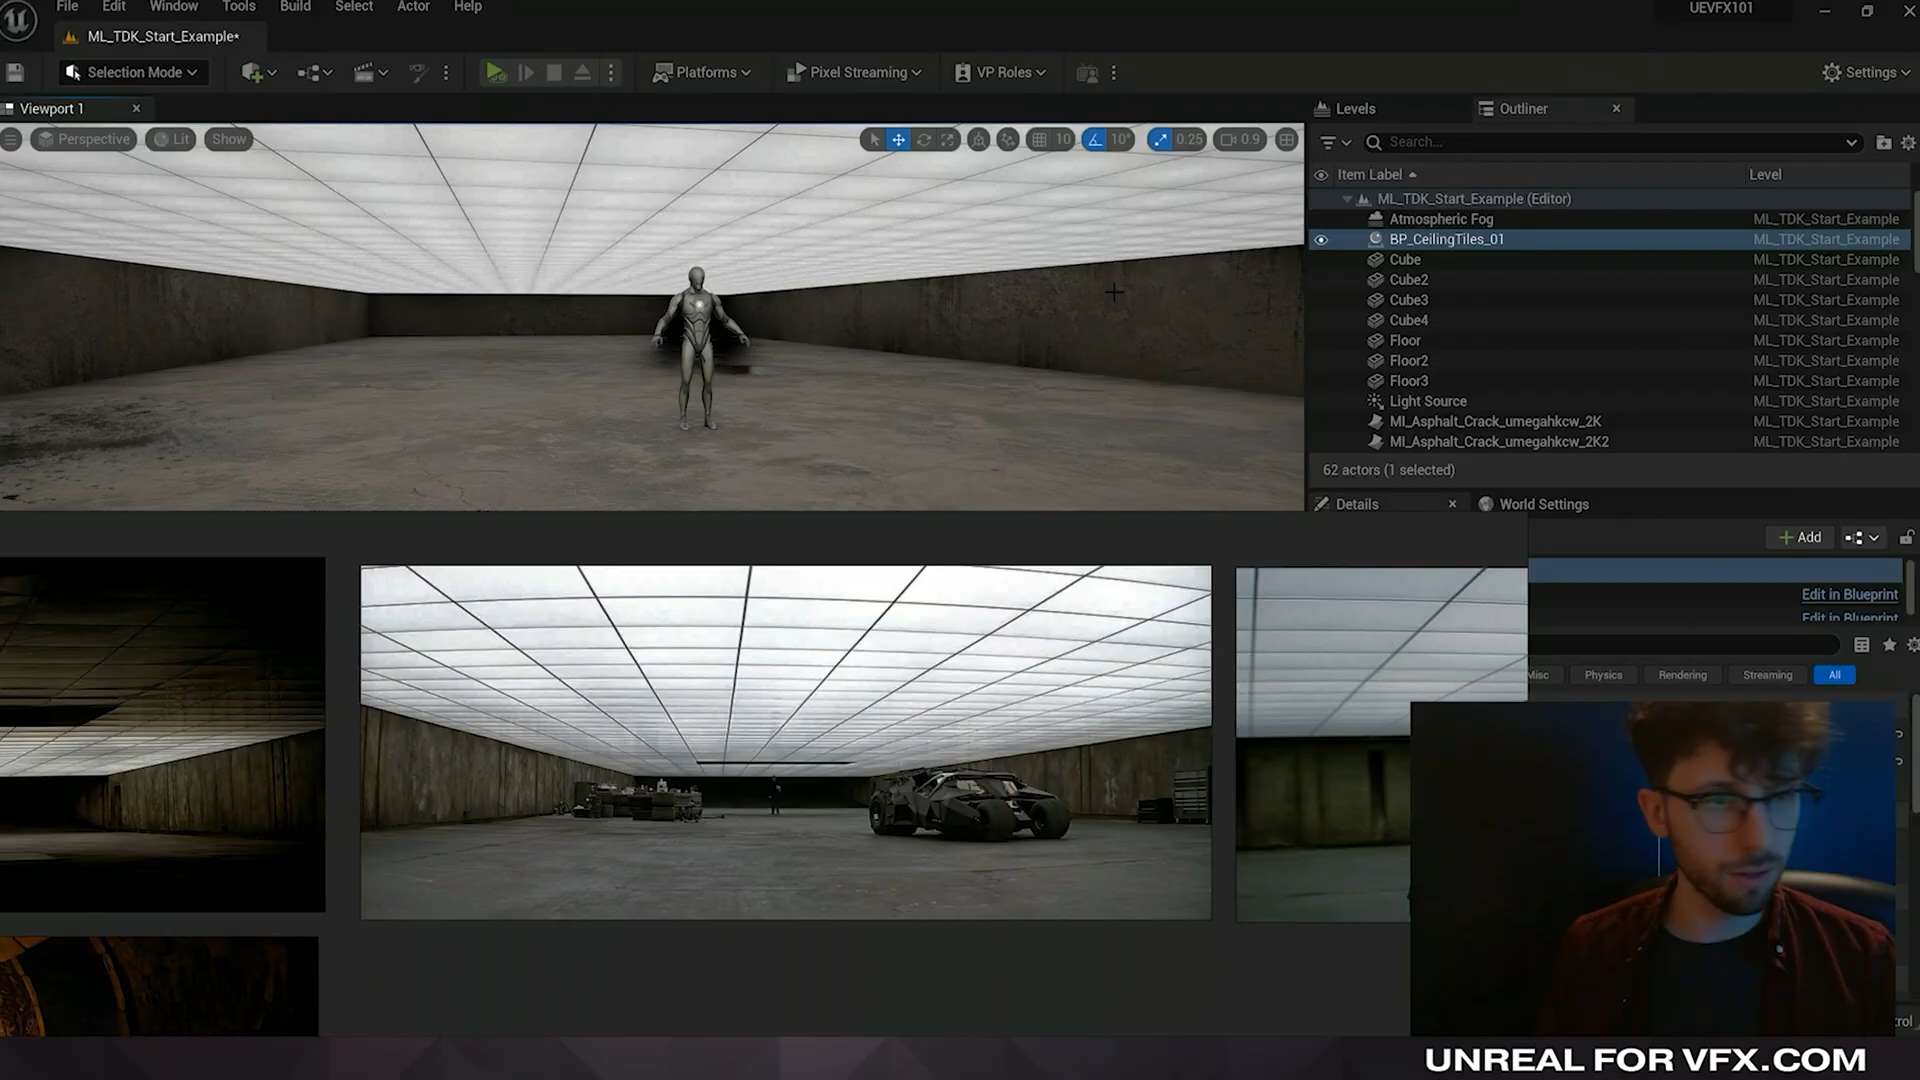 File Edit Window Tools Build Select Actor Help
UEVFX101
ML_TDK_Start_Example*
Selection Mode
Platforms
Pixel Streaming
VP Roles
Settings
Viewport 1
Levels
Outliner
Perspective
Lit
Show
10
10°
0.25
0.9
Search...
Item Label
Level
ML_TDK_Start_Example (Editor)
Atmospheric Fog ML_TDK_Start_Example
BP_CeilingTiles_01 ML_TDK_Start_Example
Cube ML_TDK_Start_Example
Cube2 ML_TDK_Start_Example
Cube3 ML_TDK_Start_Example
Cube4 ML_TDK_Start_Example
Floor ML_TDK_Start_Example
Floor2 ML_TDK_Start_Example
Floor3 ML_TDK_Start_Example
Light Source ML_TDK_Start_Example
MI_Asphalt_Crack_umegahkcw_2K ML_TDK_Start_Example
MI_Asphalt_Crack_umegahkcw_2K2 ML_TDK_Start_Example
62 actors (1 selected)
Details
World Settings
Add
Edit in Blueprint
Edit in Blueprint
Misc
Physics
Rendering
Streaming
All
UNREAL FOR VFX.COM